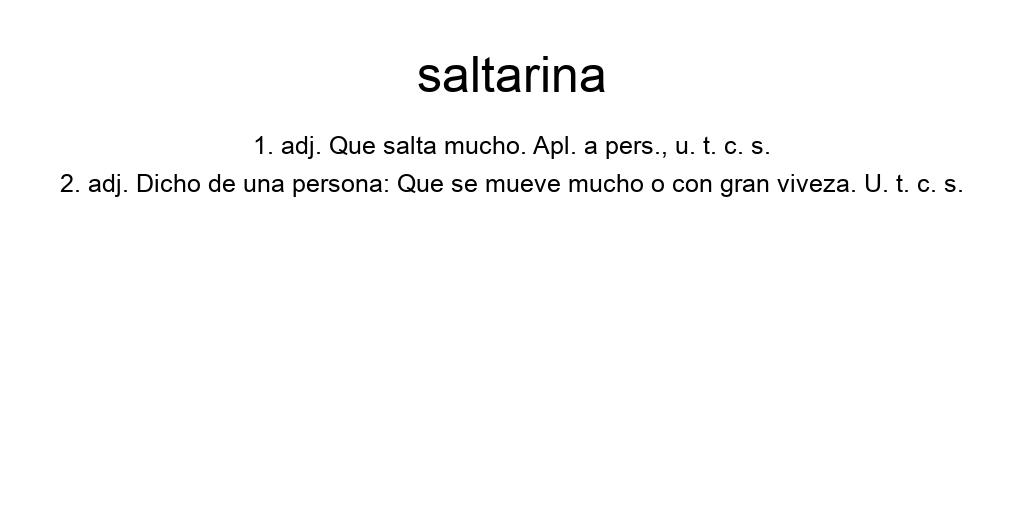 saltarina
1. adj. Que salta mucho. Apl. a pers., u. t. c. s.
2. adj. Dicho de una persona: Que se mueve mucho o con gran viveza. U. t. c. s.